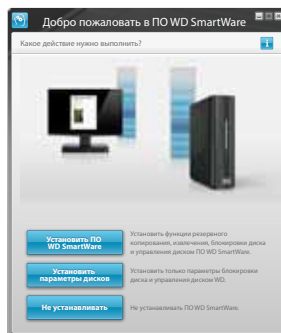 Добро пожаловать в ПО WD SmartWare
Какое действие нужно выполнить?
Установить ПО
WD SmartWare
Установить функции резервного
копирования, извлечения, блокировки диска
и управления диском ПО WD SmartWare.
Установить
параметры дисков
Установить только параметры блокировки
диска и управления диском WD.
Не устанавливать
Не устанавливать ПО WD SmartWare.